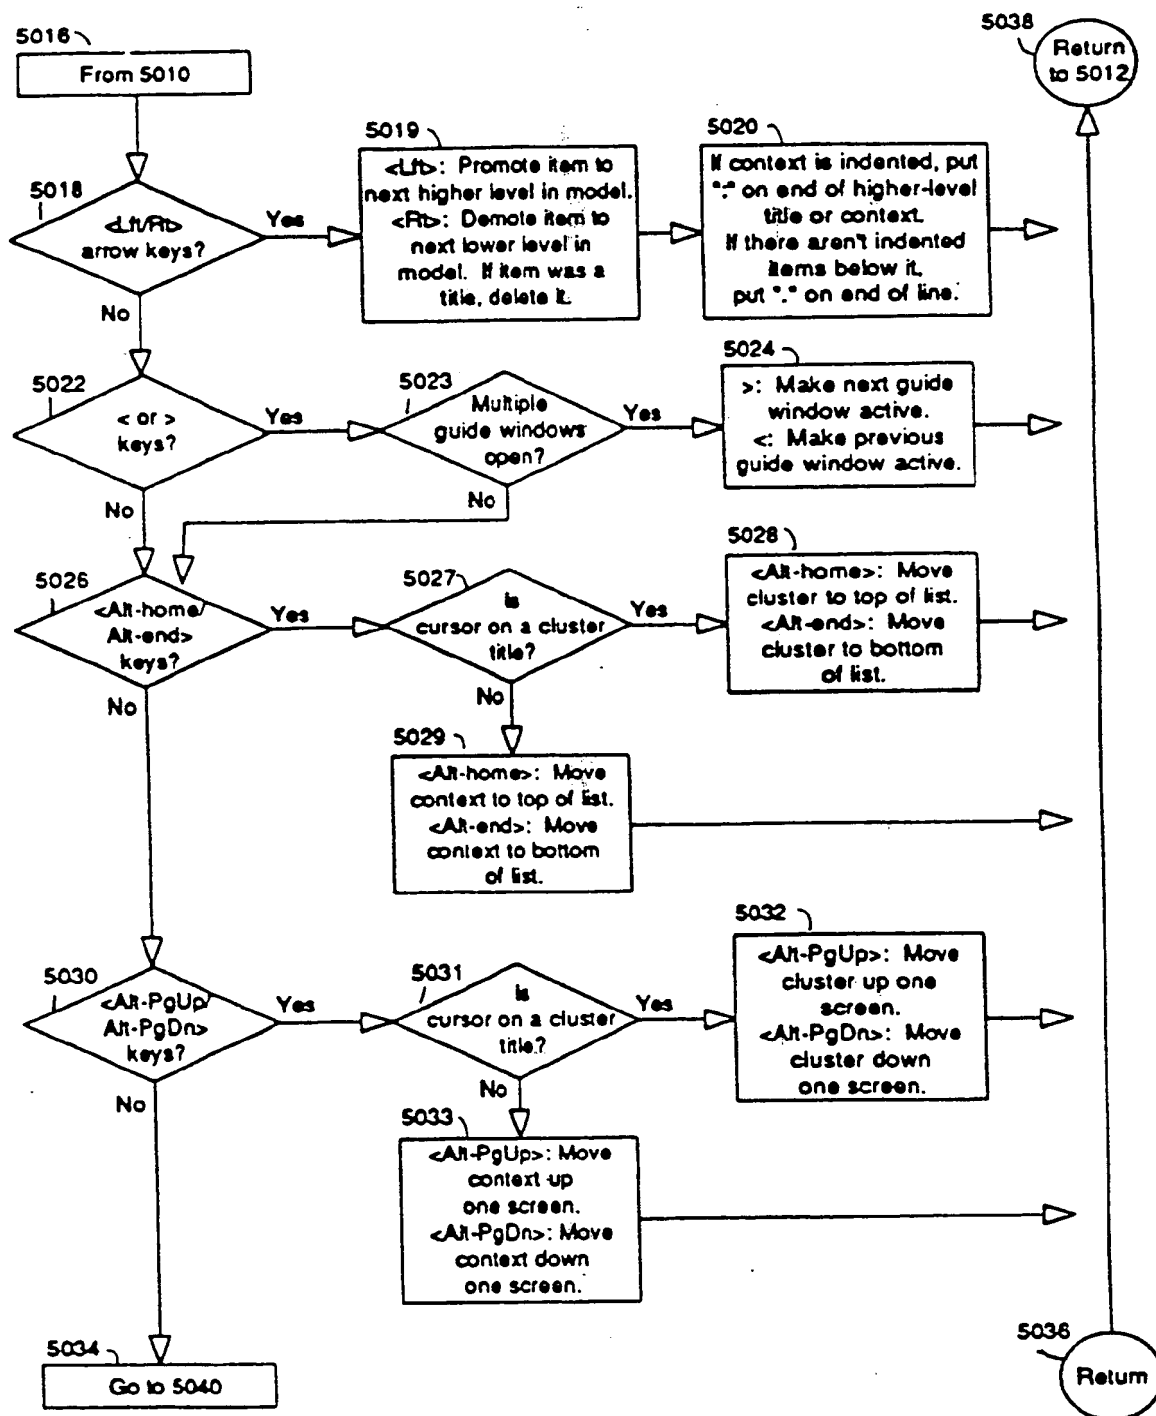 5016
From 5010
5038
Return
to 5012
5018
<Lft/Rt>
arrow keys?
Yes
No
5019
<Lft>: Promote item to
next higher level in model.
<Rt>: Demote item to
next lower level in
model. If item was a
title, delete it.
5020
If context is indented, put
":" on end of higher-level
title or context.
If there aren't indented
items below it,
put "." on end of line.
5022
< or >
keys?
Yes
No
5023
Multiple
guide windows
open?
Yes
No
5024
>: Make next guide
window active.
<: Make previous
guide window active.
5026
<Alt-home/
Alt-end>
keys?
Yes
No
5027
Is
cursor on a cluster
title?
Yes
No
5028
<Alt-home>: Move
cluster to top of list.
<Alt-end>: Move
cluster to bottom
of list.
5029
<Alt-home>: Move
context to top of list.
<Alt-end>: Move
context to bottom
of list.
5030
<Alt-PgUp/
Alt-PgDn>
keys?
Yes
No
5031
Is
cursor on a cluster
title?
Yes
No
5032
<Alt-PgUp>: Move
cluster up one
screen.
<Alt-PgDn>: Move
cluster down
one screen.
5033
<Alt-PgUp>: Move
context up
one screen.
<Alt-PgDn>: Move
context down
one screen.
5034
Go to 5040
5036
Return